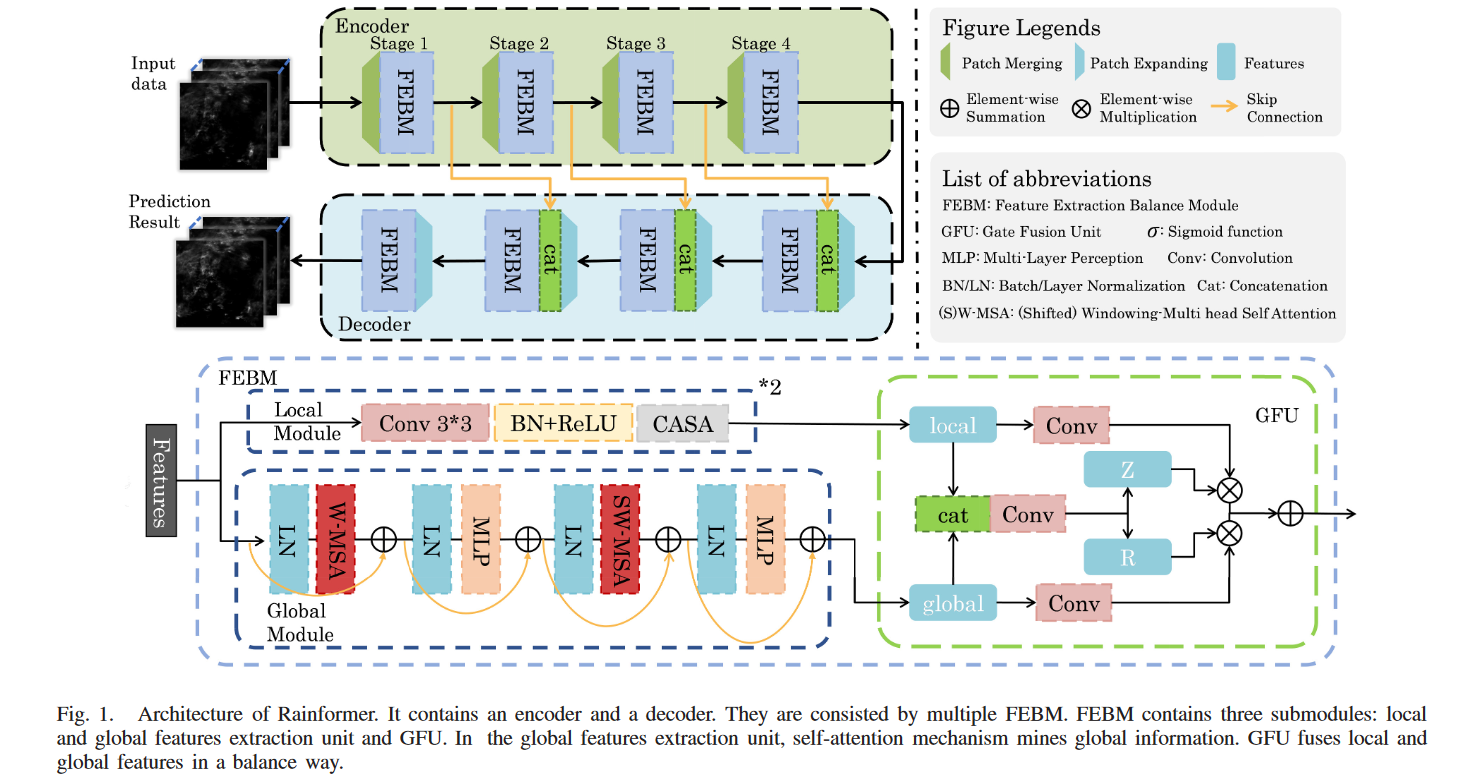 Encoder
Stage 1 Stage 2 Stage 3 Stage 4
Input
data
FEBM FEBM FEBM FEBM
Prediction
Result
FEBM FEBM cat FEBM cat FEBM cat
Decoder
Figure Legends
Patch Merging Patch Expanding Features
Element-wise
Summation
Element-wise
Multiplication
Skip
Connection
List of abbreviations
FEBM: Feature Extraction Balance Module
GFU: Gate Fusion Unit σ: Sigmoid function
MLP: Multi-Layer Perception Conv: Convolution
BN/LN: Batch/Layer Normalization Cat: Concatenation
(S)W-MSA: (Shifted) Windowing-Multi head Self Attention
FEBM
*2
Local
Module
Conv 3*3 BN+ReLU CASA
Features
LN W-MSA LN MLP LN SW-MSA LN MLP
Global
Module
GFU
local Conv
Z
cat Conv
R
global Conv
Fig. 1. Architecture of Rainformer. It contains an encoder and a decoder. They are consisted by multiple FEBM. FEBM contains three submodules: local
and global features extraction unit and GFU. In the global features extraction unit, self-attention mechanism mines global information. GFU fuses local and
global features in a balance way.